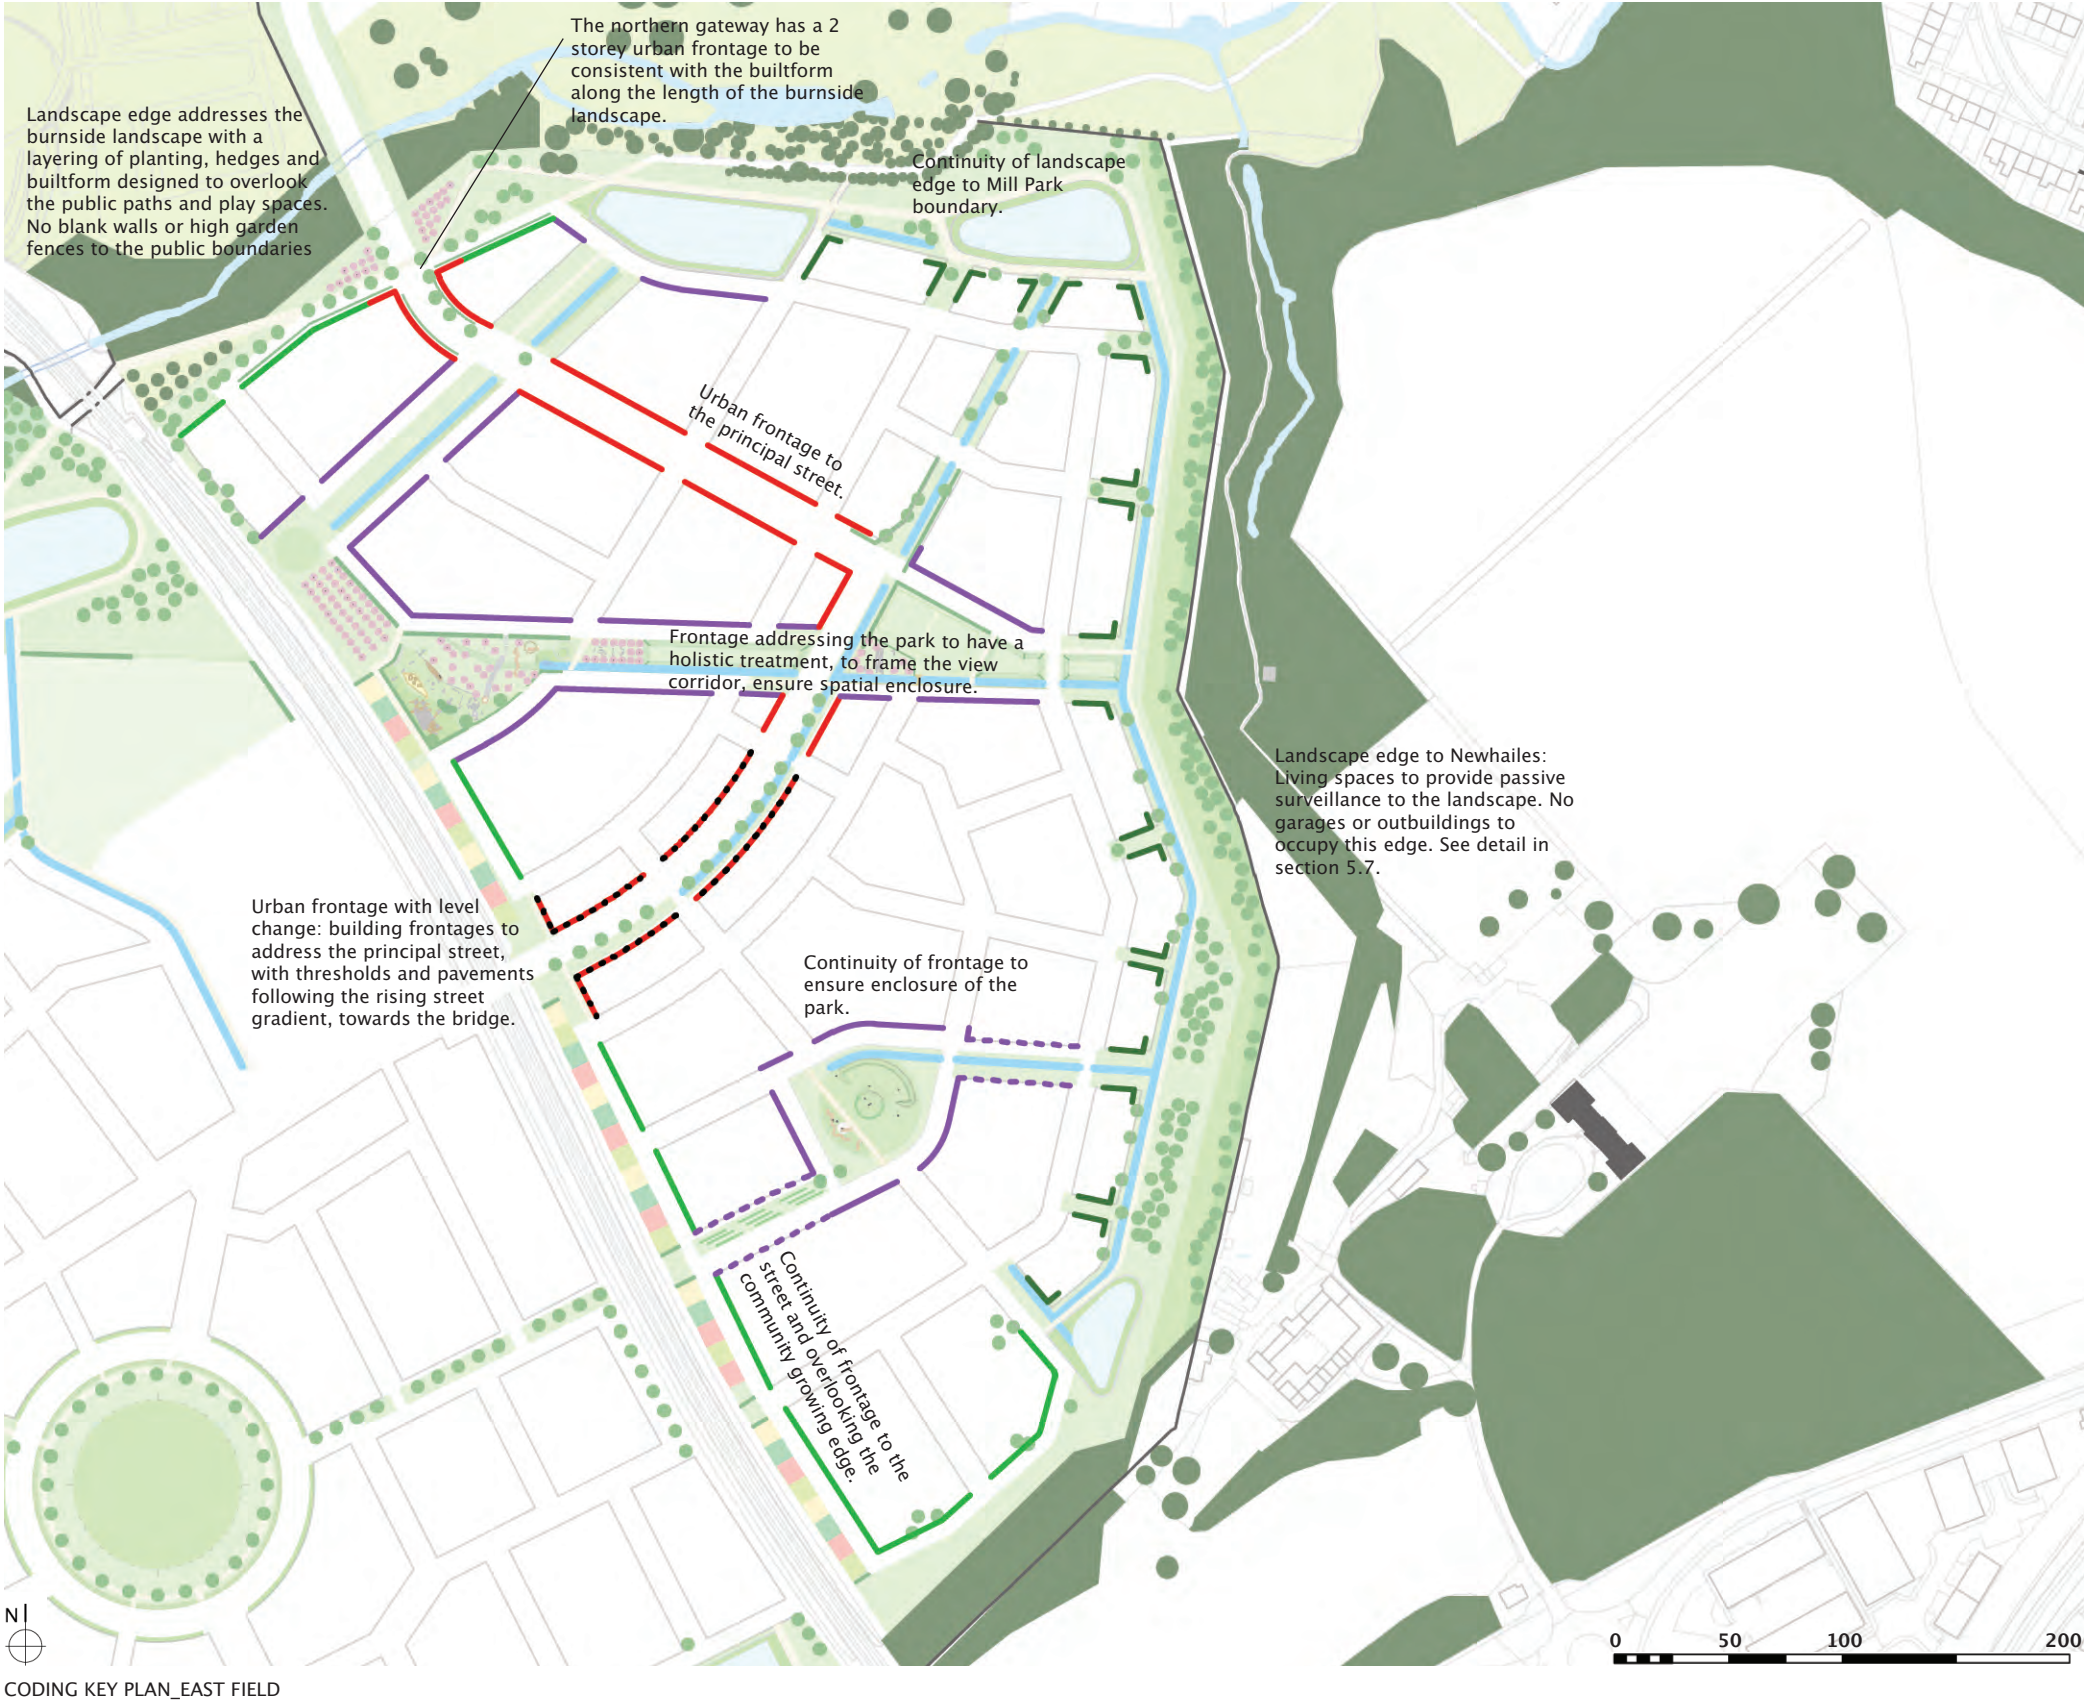 The northern gateway has a 2
storey urban frontage to be
consistent with the builtform
along the length of the burnside
landscape.
Landscape edge addresses the
burnside landscape with a
layering of planting, hedges and
builtform designed to overlook
the public paths and play spaces.
No blank walls or high garden
fences to the public boundaries
Continuity of landscape
edge to Mill Park
boundary.
Urban frontage to
the principal street.
Frontage addressing the park to have a
holistic treatment, to frame the view
corridor, ensure spatial enclosure.
Landscape edge to Newhailes:
Living spaces to provide passive
surveillance to the landscape. No
garages or outbuildings to
occupy this edge. See detail in
section 5.7.
Urban frontage with level
change: building frontages to
address the principal street,
with thresholds and pavements
following the rising street
gradient, towards the bridge.
Continuity of frontage to
ensure enclosure of the
park.
Continuity of frontage to the
street and overlooking the
community growing edge.
N
0 50 100 200
CODING KEY PLAN_EAST FIELD